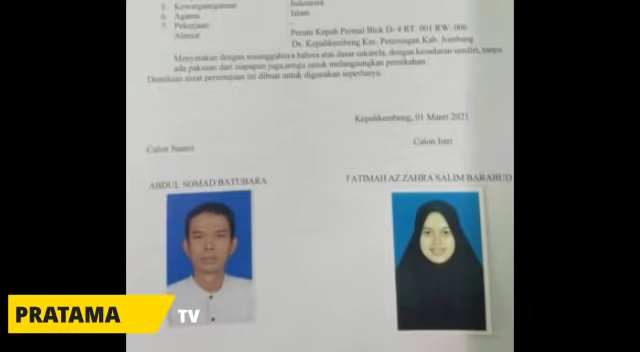 5. Kewarganegaraan : Indonesia
6. Agama : Islam
7. Pekerjaan : -
Alamat : Perum Kepuh Permai Blok D- 4 RT. 001 RW. 006
Ds. Kepuhkembeng Kec. Peterongan Kab. Jombang
Menyatakan dengan sesungguhnya bahwa atas dasar sukarela, dengan kesadaran sendiri, tanpa
ada paksaan dari siapapun juga,setuju untuk melangsungkan pernikahan.
Demikian surat persetujuan ini dibuat untuk digunakan seperlunya.
Kepuhkembeng, 01 Maret 2021
Calon Suami
Calon Istri
ABDUL SOMAD BATUBARA
FATIMAH AZ ZAHRA SALIM BARABUD
PRATAMA TV